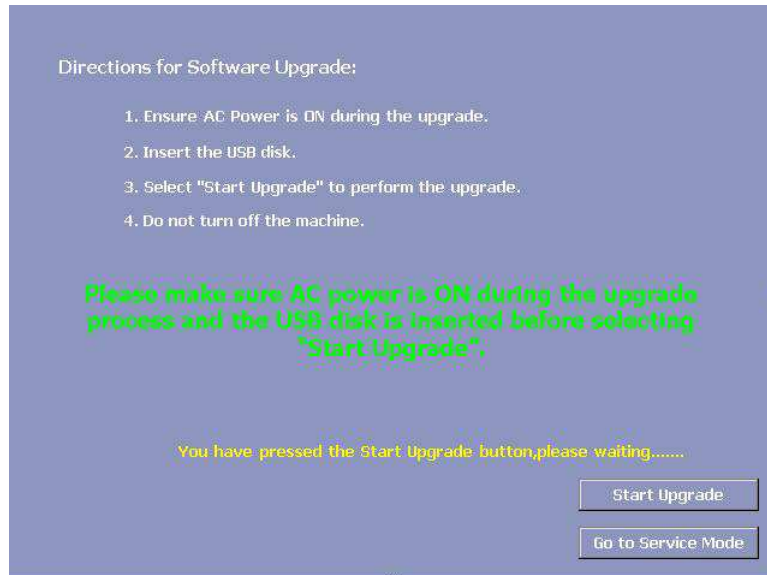 Directions for Software Upgrade:
1. Ensure AC Power is ON during the upgrade.
2. Insert the USB disk.
3. Select "Start Upgrade" to perform the upgrade.
4. Do not turn off the machine.
Please make sure AC power is ON during the upgrade
process and the USB disk is inserted before selecting
"Start Upgrade".
You have pressed the Start Upgrade button,please waiting.......
Start Upgrade
Go to Service Mode